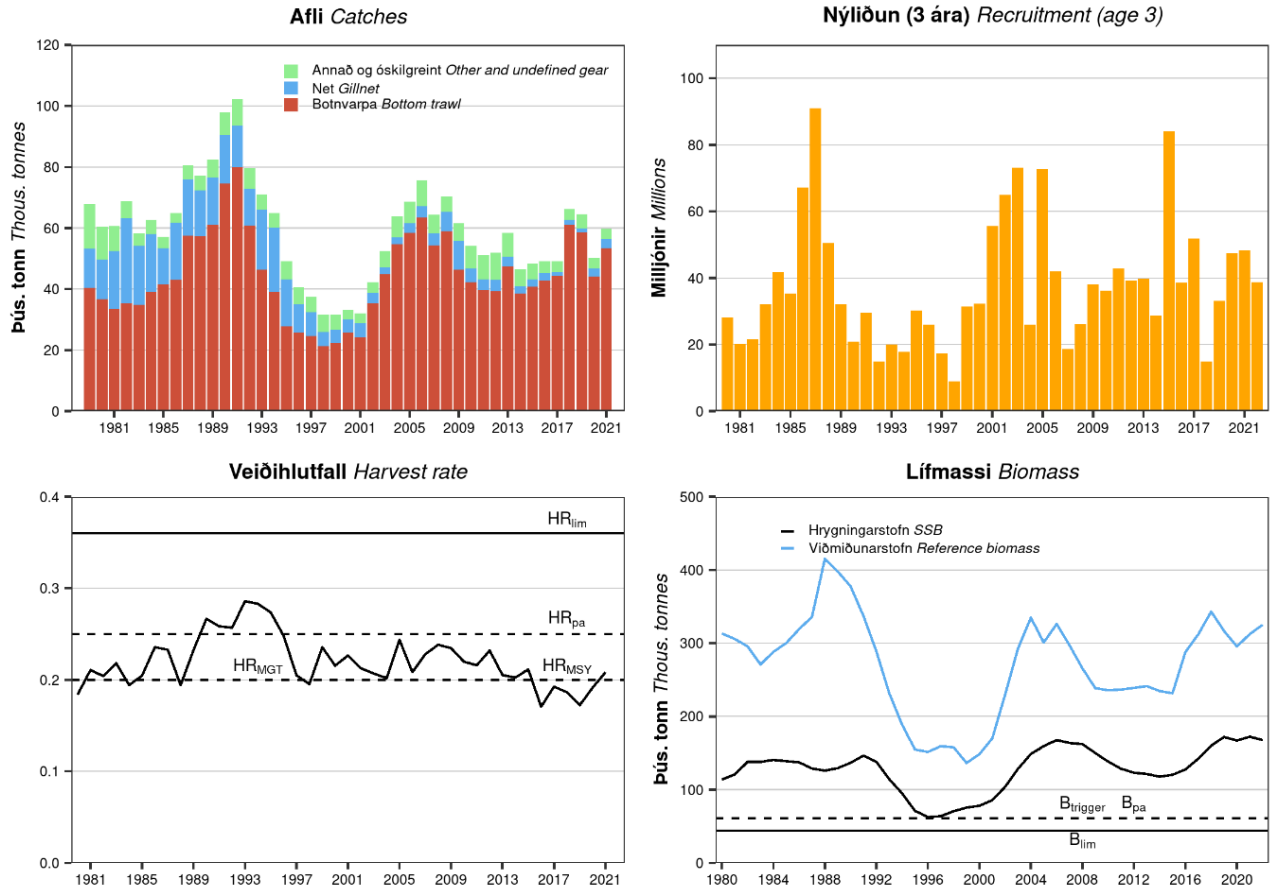 Afli Catches
Þús. tonn Thous. tonnes
120
100
80
60
40
20
0
Annað og óskilgreint Other and undefined gear
Net Gillnet
Botnvarpa Bottom trawl
1981 1985 1989 1993 1997 2001 2005 2009 2013 2017 2021
Nýliðun (3 ára) Recruitment (age 3)
Milljónir Millions
100
80
60
40
20
0
1981 1985 1989 1993 1997 2001 2005 2009 2013 2017 2021
Veiðihlutfall Harvest rate
0.4
0.3
0.2
0.1
0.0
HRlim
HRpa
HRMGT HRMSY
1981 1985 1989 1993 1997 2001 2005 2009 2013 2017 2021
Lífmassi Biomass
Þús. tonn Thous. tonnes
500
400
300
200
100
0
Hrygningarstofn SSB
Viðmiðunarstofn Reference biomass
Btrigger Bpa
Blim
1980 1984 1988 1992 1996 2000 2004 2008 2012 2016 2020